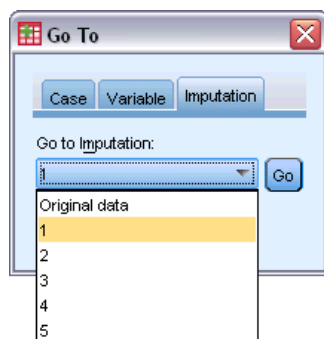 Go To
Case Variable Imputation
Go to Imputation:
1 Go
Original data
1
2
3
4
5